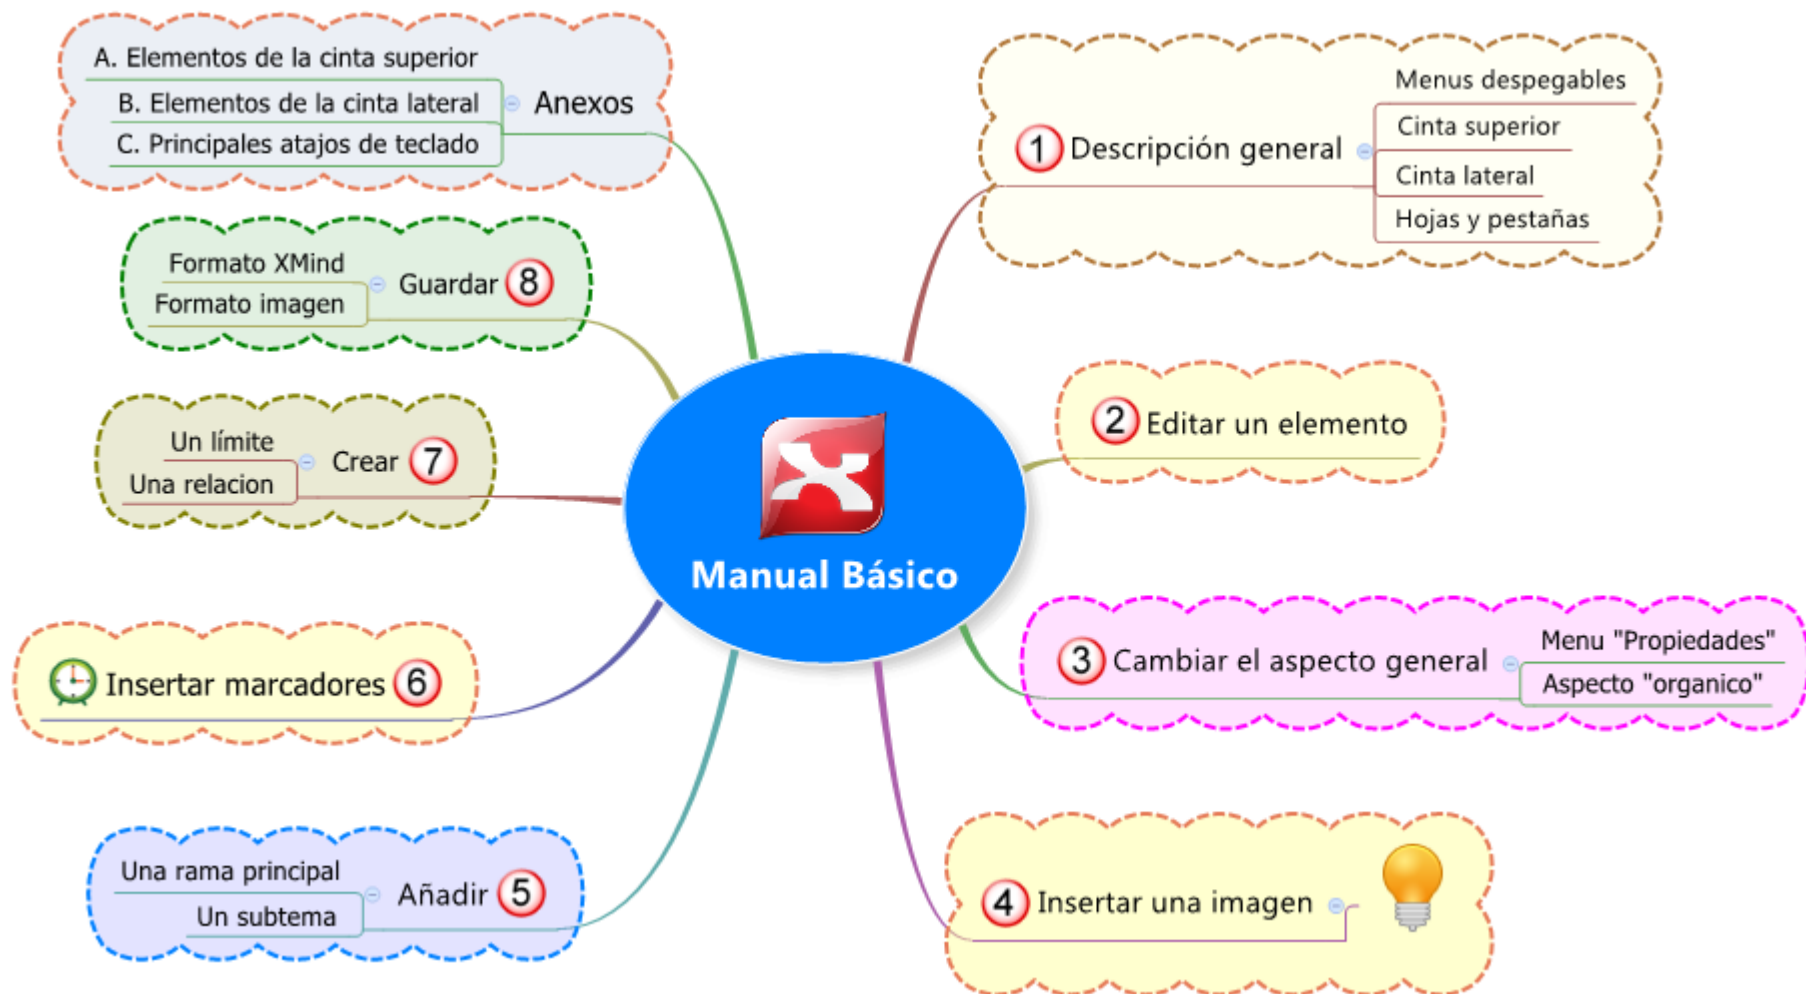 Manual Básico
1 Descripción general
Menus despegables
Cinta superior
Cinta lateral
Hojas y pestañas
2 Editar un elemento
3 Cambiar el aspecto general
Menu "Propiedades"
Aspecto "organico"
4 Insertar una imagen
Añadir 5
Una rama principal
Un subtema
Insertar marcadores 6
Crear 7
Un límite
Una relacion
Guardar 8
Formato XMind
Formato imagen
Anexos
A. Elementos de la cinta superior
B. Elementos de la cinta lateral
C. Principales atajos de teclado